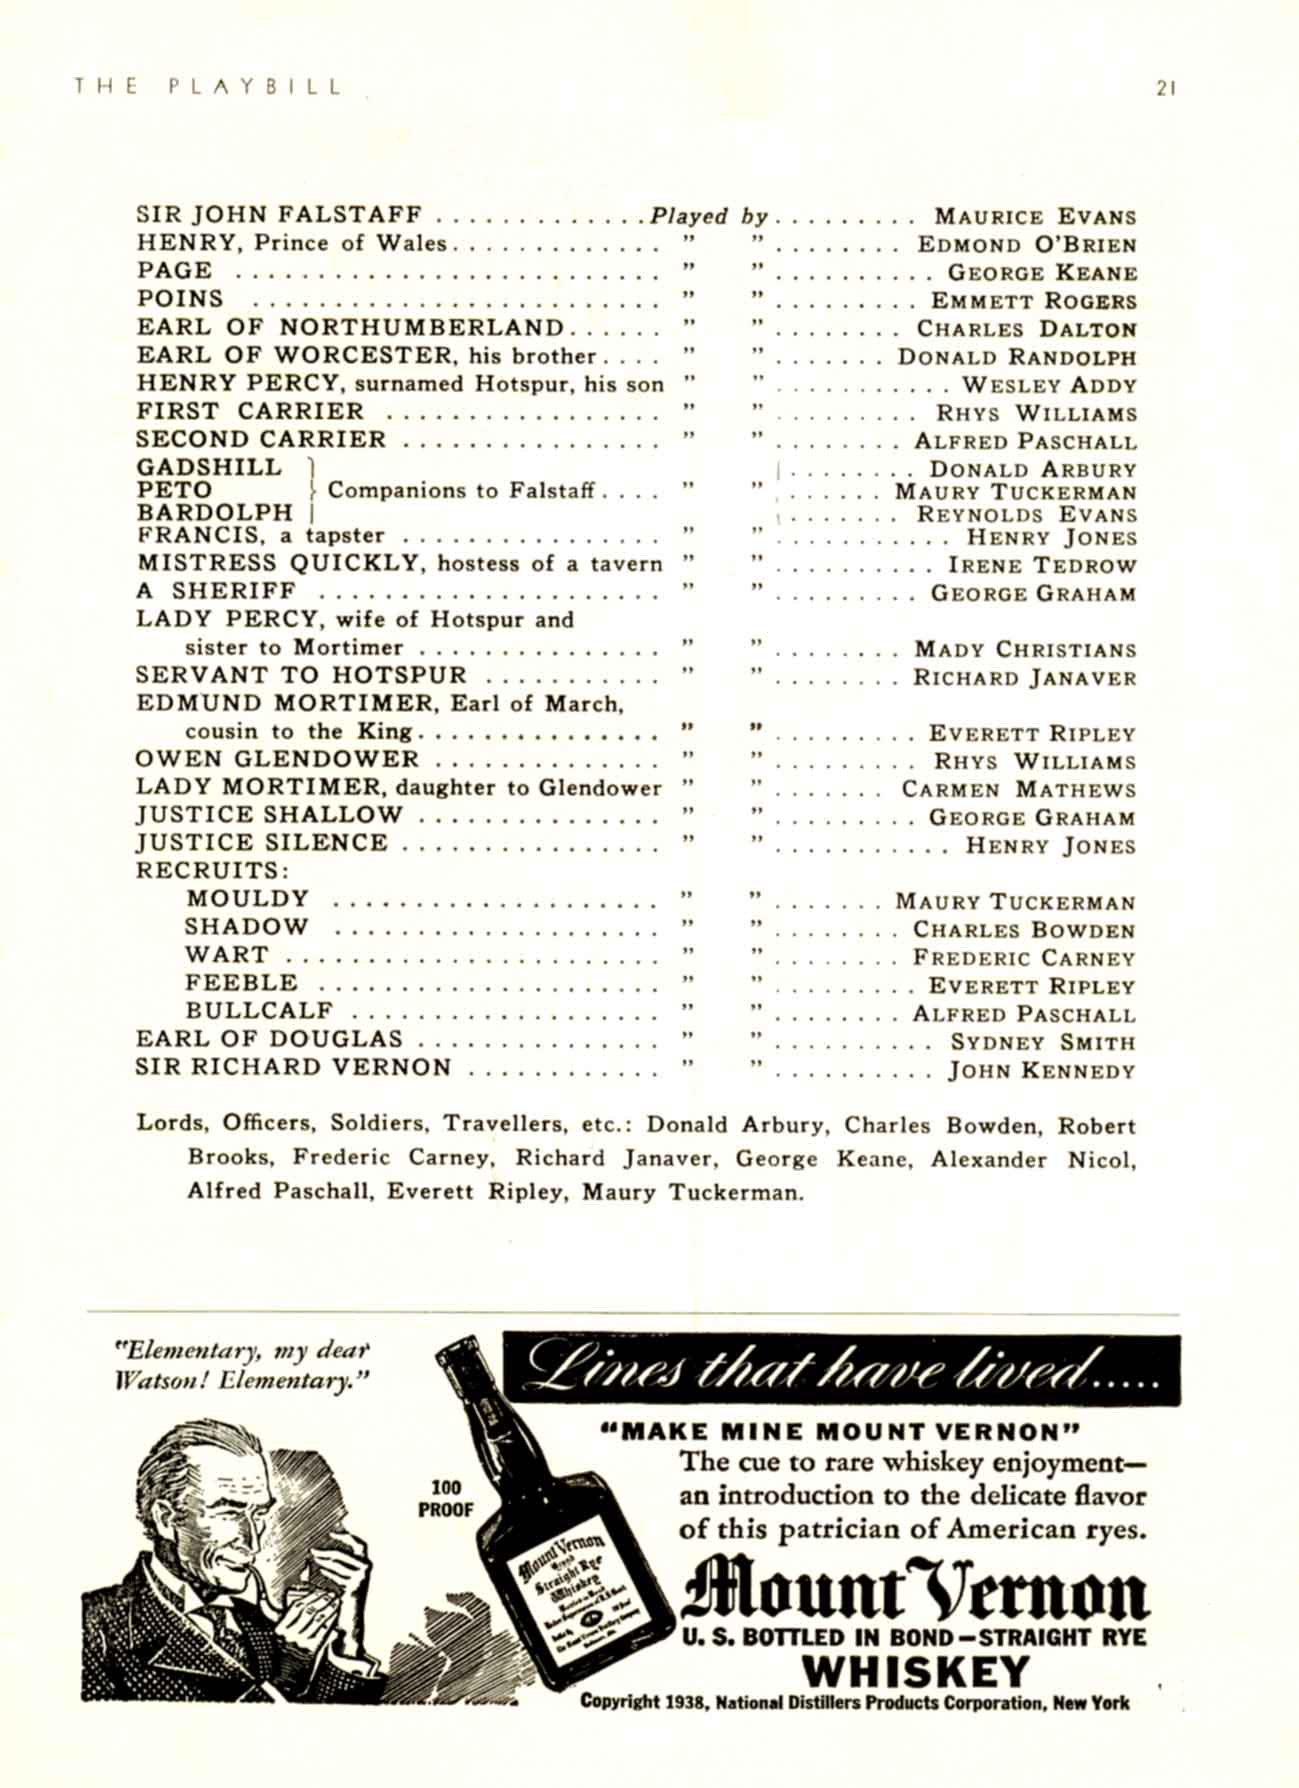 THE PLAYBILL 21
SIR JOHN FALSTAFF . . . . . . . . . . . . . Played by . . . . . . . . . MAURICE EVANS
HENRY, Prince of Wales . . . . . . . . . . . . . " " . . . . . . . . EDMOND O'BRIEN
PAGE . . . . . . . . . . . . . . . . . . . . . . . . . . " " . . . . . . . . . . GEORGE KEANE
POINS . . . . . . . . . . . . . . . . . . . . . . . . . " " . . . . . . . . . EMMETT ROGERS
EARL OF NORTHUMBERLAND . . . . . . " " . . . . . . . . CHARLES DALTON
EARL OF WORCESTER, his brother . . . . " " . . . . . . . DONALD RANDOLPH
HENRY PERCY, surnamed Hotspur, his son " " . . . . . . . . . . . WESLEY ADDY
FIRST CARRIER . . . . . . . . . . . . . . . . . " " . . . . . . . . . RHYS WILLIAMS
SECOND CARRIER . . . . . . . . . . . . . . . . " " . . . . . . . . ALFRED PASCHALL
GADSHILL . . . . . . . . DONALD ARBURY
PETO } Companions to Falstaff . . . . " " . . . . . . MAURY TUCKERMAN
BARDOLPH . . . . . . . REYNOLDS EVANS
FRANCIS, a tapster . . . . . . . . . . . . . . . . " " . . . . . . . . . . . HENRY JONES
MISTRESS QUICKLY, hostess of a tavern " " . . . . . . . . . . IRENE TEDROW
A SHERIFF . . . . . . . . . . . . . . . . . . . . . " " . . . . . . . . . GEORGE GRAHAM
LADY PERCY, wife of Hotspur and
sister to Mortimer . . . . . . . . . . . . . . . " " . . . . . . . . MADY CHRISTIANS
SERVANT TO HOTSPUR . . . . . . . . . . . " " . . . . . . . . RICHARD JANAVER
EDMUND MORTIMER, Earl of March,
cousin to the King . . . . . . . . . . . . . . . " " . . . . . . . . . EVERETT RIPLEY
OWEN GLENDOWER . . . . . . . . . . . . . . " " . . . . . . . . . RHYS WILLIAMS
LADY MORTIMER, daughter to Glendower " " . . . . . . . CARMEN MATHEWS
JUSTICE SHALLOW . . . . . . . . . . . . . . . " " . . . . . . . . . GEORGE GRAHAM
JUSTICE SILENCE . . . . . . . . . . . . . . . . " " . . . . . . . . . . . HENRY JONES
RECRUITS:
MOULDY . . . . . . . . . . . . . . . . . . . . " " . . . . . . . MAURY TUCKERMAN
SHADOW . . . . . . . . . . . . . . . . . . . . " " . . . . . . . . CHARLES BOWDEN
WART . . . . . . . . . . . . . . . . . . . . . . . " " . . . . . . . . FREDERIC CARNEY
FEEBLE . . . . . . . . . . . . . . . . . . . . . " " . . . . . . . . . EVERETT RIPLEY
BULLCALF . . . . . . . . . . . . . . . . . . . " " . . . . . . . . ALFRED PASCHALL
EARL OF DOUGLAS . . . . . . . . . . . . . . . " " . . . . . . . . . . SYDNEY SMITH
SIR RICHARD VERNON . . . . . . . . . . . . " " . . . . . . . . . . JOHN KENNEDY
Lords, Officers, Soldiers, Travellers, etc.: Donald Arbury, Charles Bowden, Robert
Brooks, Frederic Carney, Richard Janaver, George Keane, Alexander Nicol,
Alfred Paschall, Everett Ripley, Maury Tuckerman.
"Elementary, my dear
Watson! Elementary."
100
PROOF
Mount Vernon
Brand
Straight Rye
Whiskey
Lines that have lived.....
"MAKE MINE MOUNT VERNON"
The cue to rare whiskey enjoyment—
an introduction to the delicate flavor
of this patrician of American ryes.
Mount Vernon
U. S. BOTTLED IN BOND—STRAIGHT RYE
WHISKEY
Copyright 1938, National Distillers Products Corporation, New York